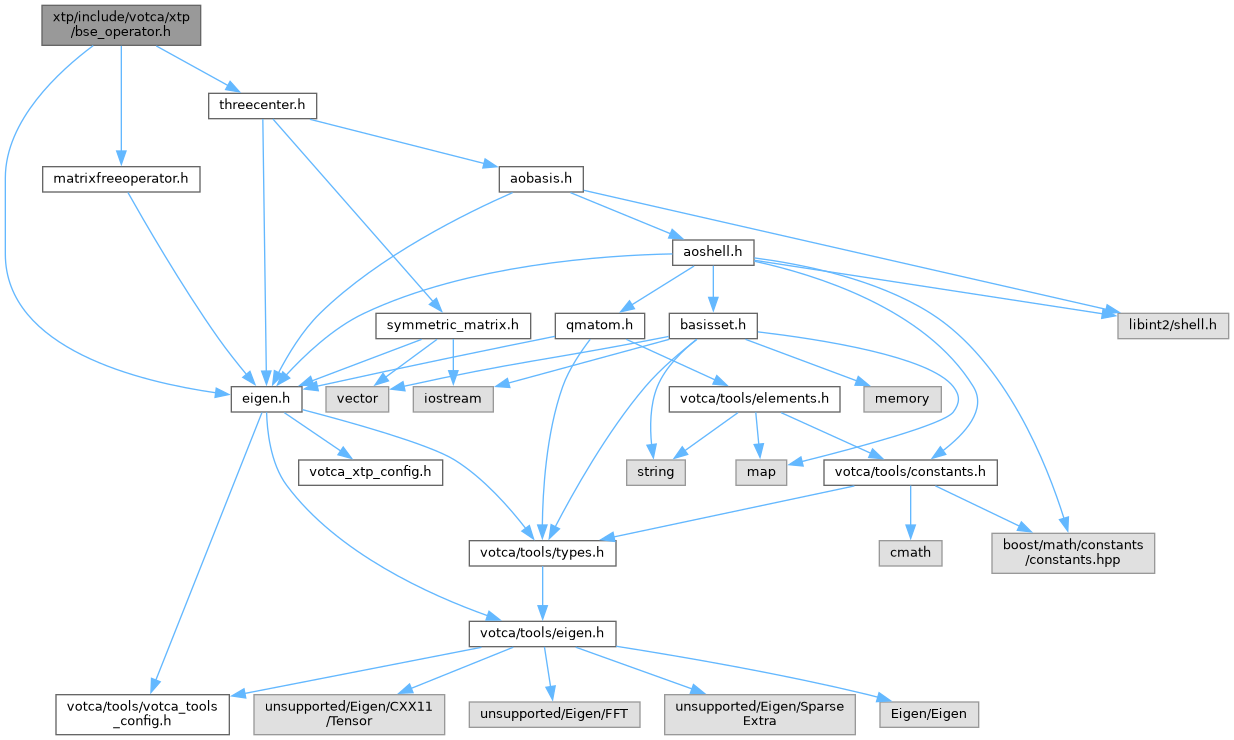 xtp/include/votca/xtp
/bse_operator.h
threecenter.h
matrixfreeoperator.h
aobasis.h
aoshell.h
symmetric_matrix.h
qmatom.h
basisset.h
libint2/shell.h
eigen.h
vector
iostream
votca/tools/elements.h
memory
votca_xtp_config.h
string
map
votca/tools/constants.h
votca/tools/types.h
cmath
boost/math/constants
/constants.hpp
votca/tools/eigen.h
votca/tools/votca_tools
_config.h
unsupported/Eigen/CXX11
/Tensor
unsupported/Eigen/FFT
unsupported/Eigen/Sparse
Extra
Eigen/Eigen